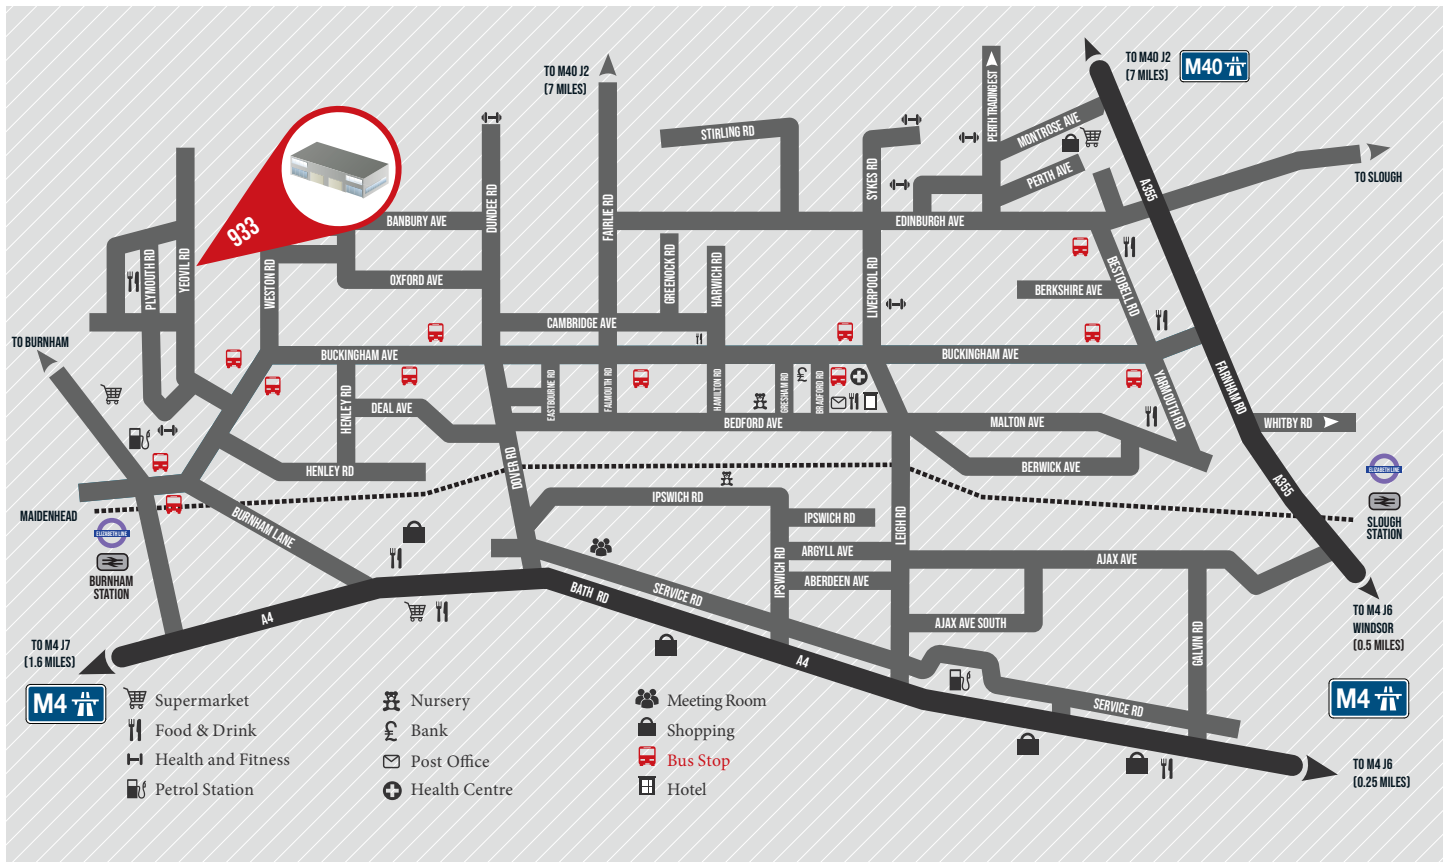 TO M40 J2
(7 MILES)
TO M40 J2
(7 MILES)
M40
PERTH TRADING EST
MONTROSE AVE
STIRLING RD
SYKES RD
PERTH AVE
A355
TO SLOUGH
933
BANBURY AVE
DUNDEE RD
FAIRLIE RD
EDINBURGH AVE
PLYMOUTH RD
YEOVIL RD
WESTON RD
OXFORD AVE
GREENOCK RD
HARWICH RD
LIVERPOOL RD
BESTOBELL RD
BERKSHIRE AVE
CAMBRIDGE AVE
TO BURNHAM
BUCKINGHAM AVE
BUCKINGHAM AVE
FARNHAM RD
YARMOUTH RD
HENLEY RD
DEAL AVE
EASTBOURNE RD
FALMOUTH RD
HAMILTON RD
GRESHAM RD
BRADFORD RD
BEDFORD AVE
MALTON AVE
WHITBY RD
HENLEY RD
DOVER RD
BERWICK AVE
A355
ELIZABETH LINE
SLOUGH
STATION
MAIDENHEAD
ELIZABETH LINE
BURNHAM
STATION
BURNHAM LANE
IPSWICH RD
IPSWICH RD
LEIGH RD
ARGYLL AVE
AJAX AVE
IPSWICH RD
ABERDEEN AVE
BATH RD
SERVICE RD
A4
AJAX AVE SOUTH
GALVIN RD
TO M4 J6
WINDSOR
(0.5 MILES)
TO M4 J7
(1.6 MILES)
A4
M4
M4
SERVICE RD
TO M4 J6
(0.25 MILES)
Supermarket
Food & Drink
Health and Fitness
Petrol Station
Nursery
Bank
Post Office
Health Centre
Meeting Room
Shopping
Bus Stop
Hotel